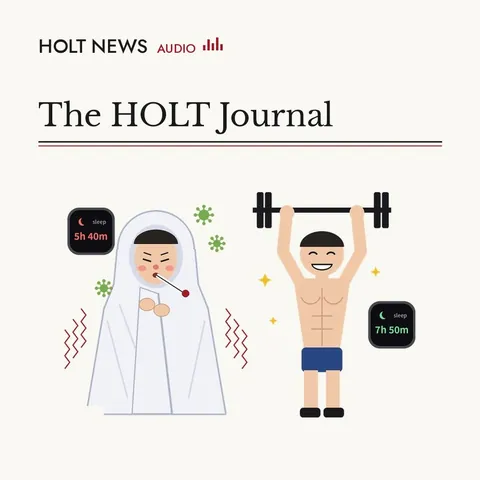 HOLT NEWS AUDIO
The HOLT Journal
sleep
5h 40m
sleep
7h 50m